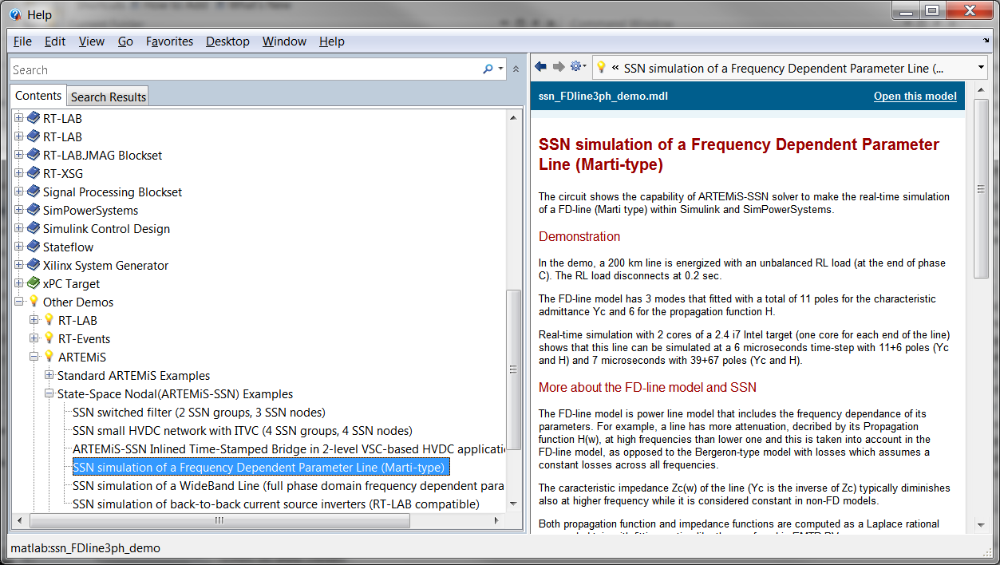 Help
File Edit View Go Favorites Desktop Window Help
Search
Contents Search Results
RT-LAB
RT-LAB
RT-LAB.JMAG Blockset
RT-XSG
Signal Processing Blockset
SimPowerSystems
Simulink Control Design
Stateflow
Xilinx System Generator
xPC Target
Other Demos
RT-LAB
RT-Events
ARTEMiS
Standard ARTEMiS Examples
State-Space Nodal(ARTEMiS-SSN) Examples
SSN switched filter (2 SSN groups, 3 SSN nodes)
SSN small HVDC network with ITVC (4 SSN groups, 4 SSN nodes)
ARTEMiS-SSN Inlined Time-Stamped Bridge in 2-level VSC-based HVDC applicati
SSN simulation of a Frequency Dependent Parameter Line (Marti-type)
SSN simulation of a WideBand Line (full phase domain frequency dependent para
SSN simulation of back-to-back current source inverters (RT-LAB compatible)
« SSN simulation of a Frequency Dependent Parameter Line (...
ssn_FDline3ph_demo.mdl Open this model
SSN simulation of a Frequency Dependent Parameter
Line (Marti-type)
The circuit shows the capability of ARTEMiS-SSN solver to make the real-time simulation
of a FD-line (Marti type) within Simulink and SimPowerSystems.
Demonstration
In the demo, a 200 km line is energized with an unbalanced RL load (at the end of phase
C). The RL load disconnects at 0.2 sec.
The FD-line model has 3 modes that fitted with a total of 11 poles for the characteristic
admittance Yc and 6 for the propagation function H.
Real-time simulation with 2 cores of a 2.4 i7 Intel target (one core for each end of the line)
shows that this line can be simulated at a 6 microseconds time-step with 11+6 poles (Yc
and H) and 7 microseconds with 39+67 poles (Yc and H).
More about the FD-line model and SSN
The FD-line model is power line model that includes the frequency dependance of its
parameters. For example, a line has more attenuation, decribed by its Propagation
function H(w), at high frequencies than lower one and this is taken into account in the
FD-line model, as opposed to the Bergeron-type model with losses which assumes a
constant losses across all frequencies.
The caracteristic impedance Zc(w) of the line (Yc is the inverse of Zc) typically diminishes
also at higher frequency while it is considered constant in non-FD models.
Both propagation function and impedance functions are computed as a Laplace rational
matlab:ssn_FDline3ph_demo